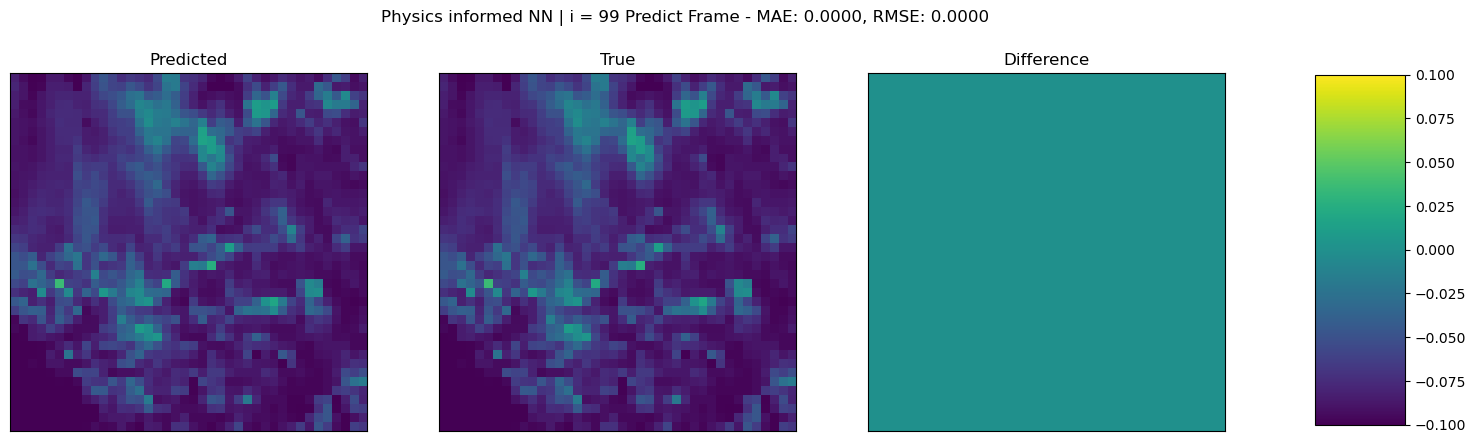 Physics informed NN | i = 99 Predict Frame - MAE: 0.0000, RMSE: 0.0000
Predicted
True
Difference
0.100
0.075
0.050
0.025
0.000
−0.025
−0.050
−0.075
−0.100